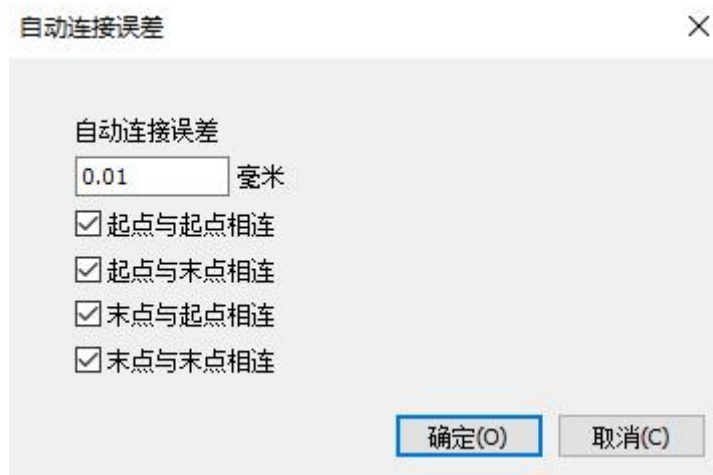 自动连接误差
自动连接误差
0.01 毫米
起点与起点相连
起点与末点相连
末点与起点相连
末点与末点相连
确定(O) 取消(C)